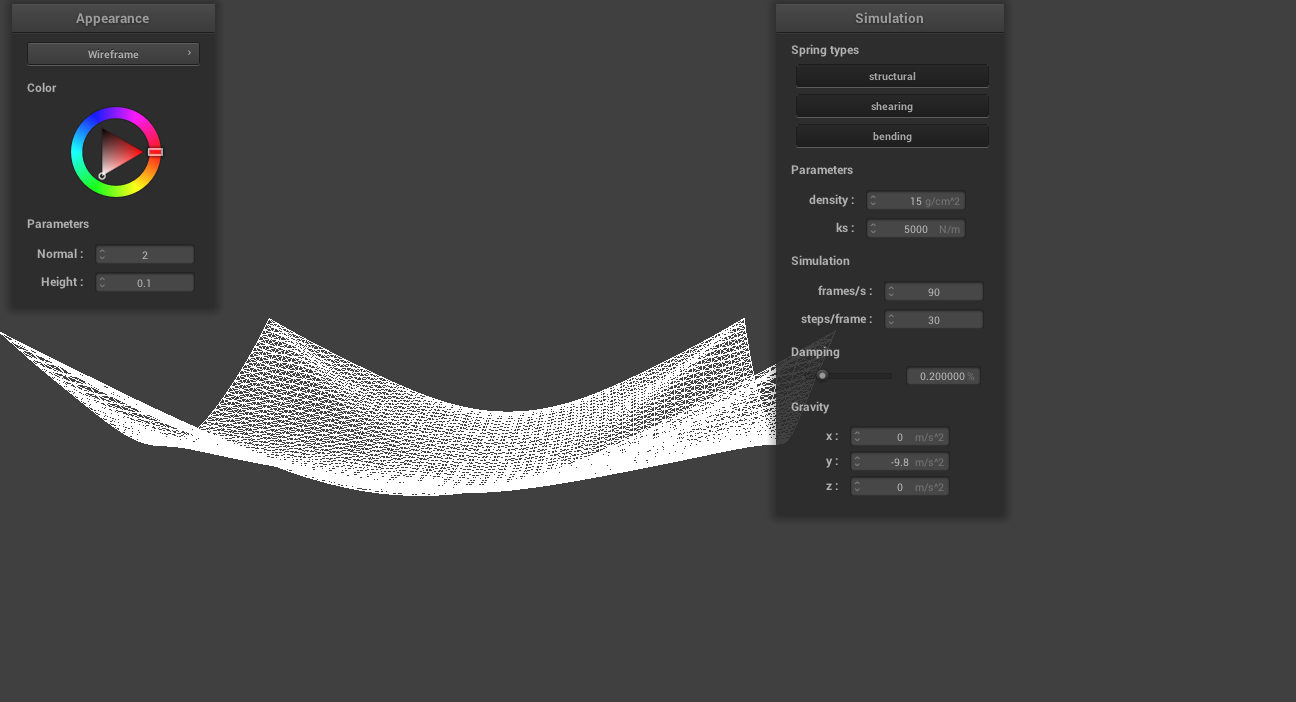 Appearance
Wireframe
Color
Parameters
Normal :
2
Height :
0.1
Simulation
Spring types
structural
shearing
bending
Parameters
density :
15 g/cm^2
ks :
5000 N/m
Simulation
frames/s :
90
steps/frame :
30
Damping
0.200000 %
Gravity
x :
0 m/s^2
y :
-9.8 m/s^2
z :
0 m/s^2